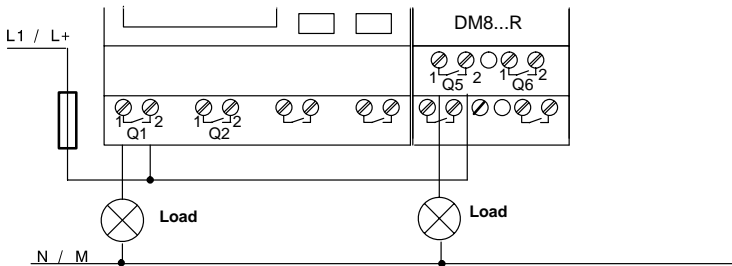 DM8...R
L1 / L+
1 2 1 2
Q5 Q6
1 2 1 2
Q1 Q2
Load Load
N / M